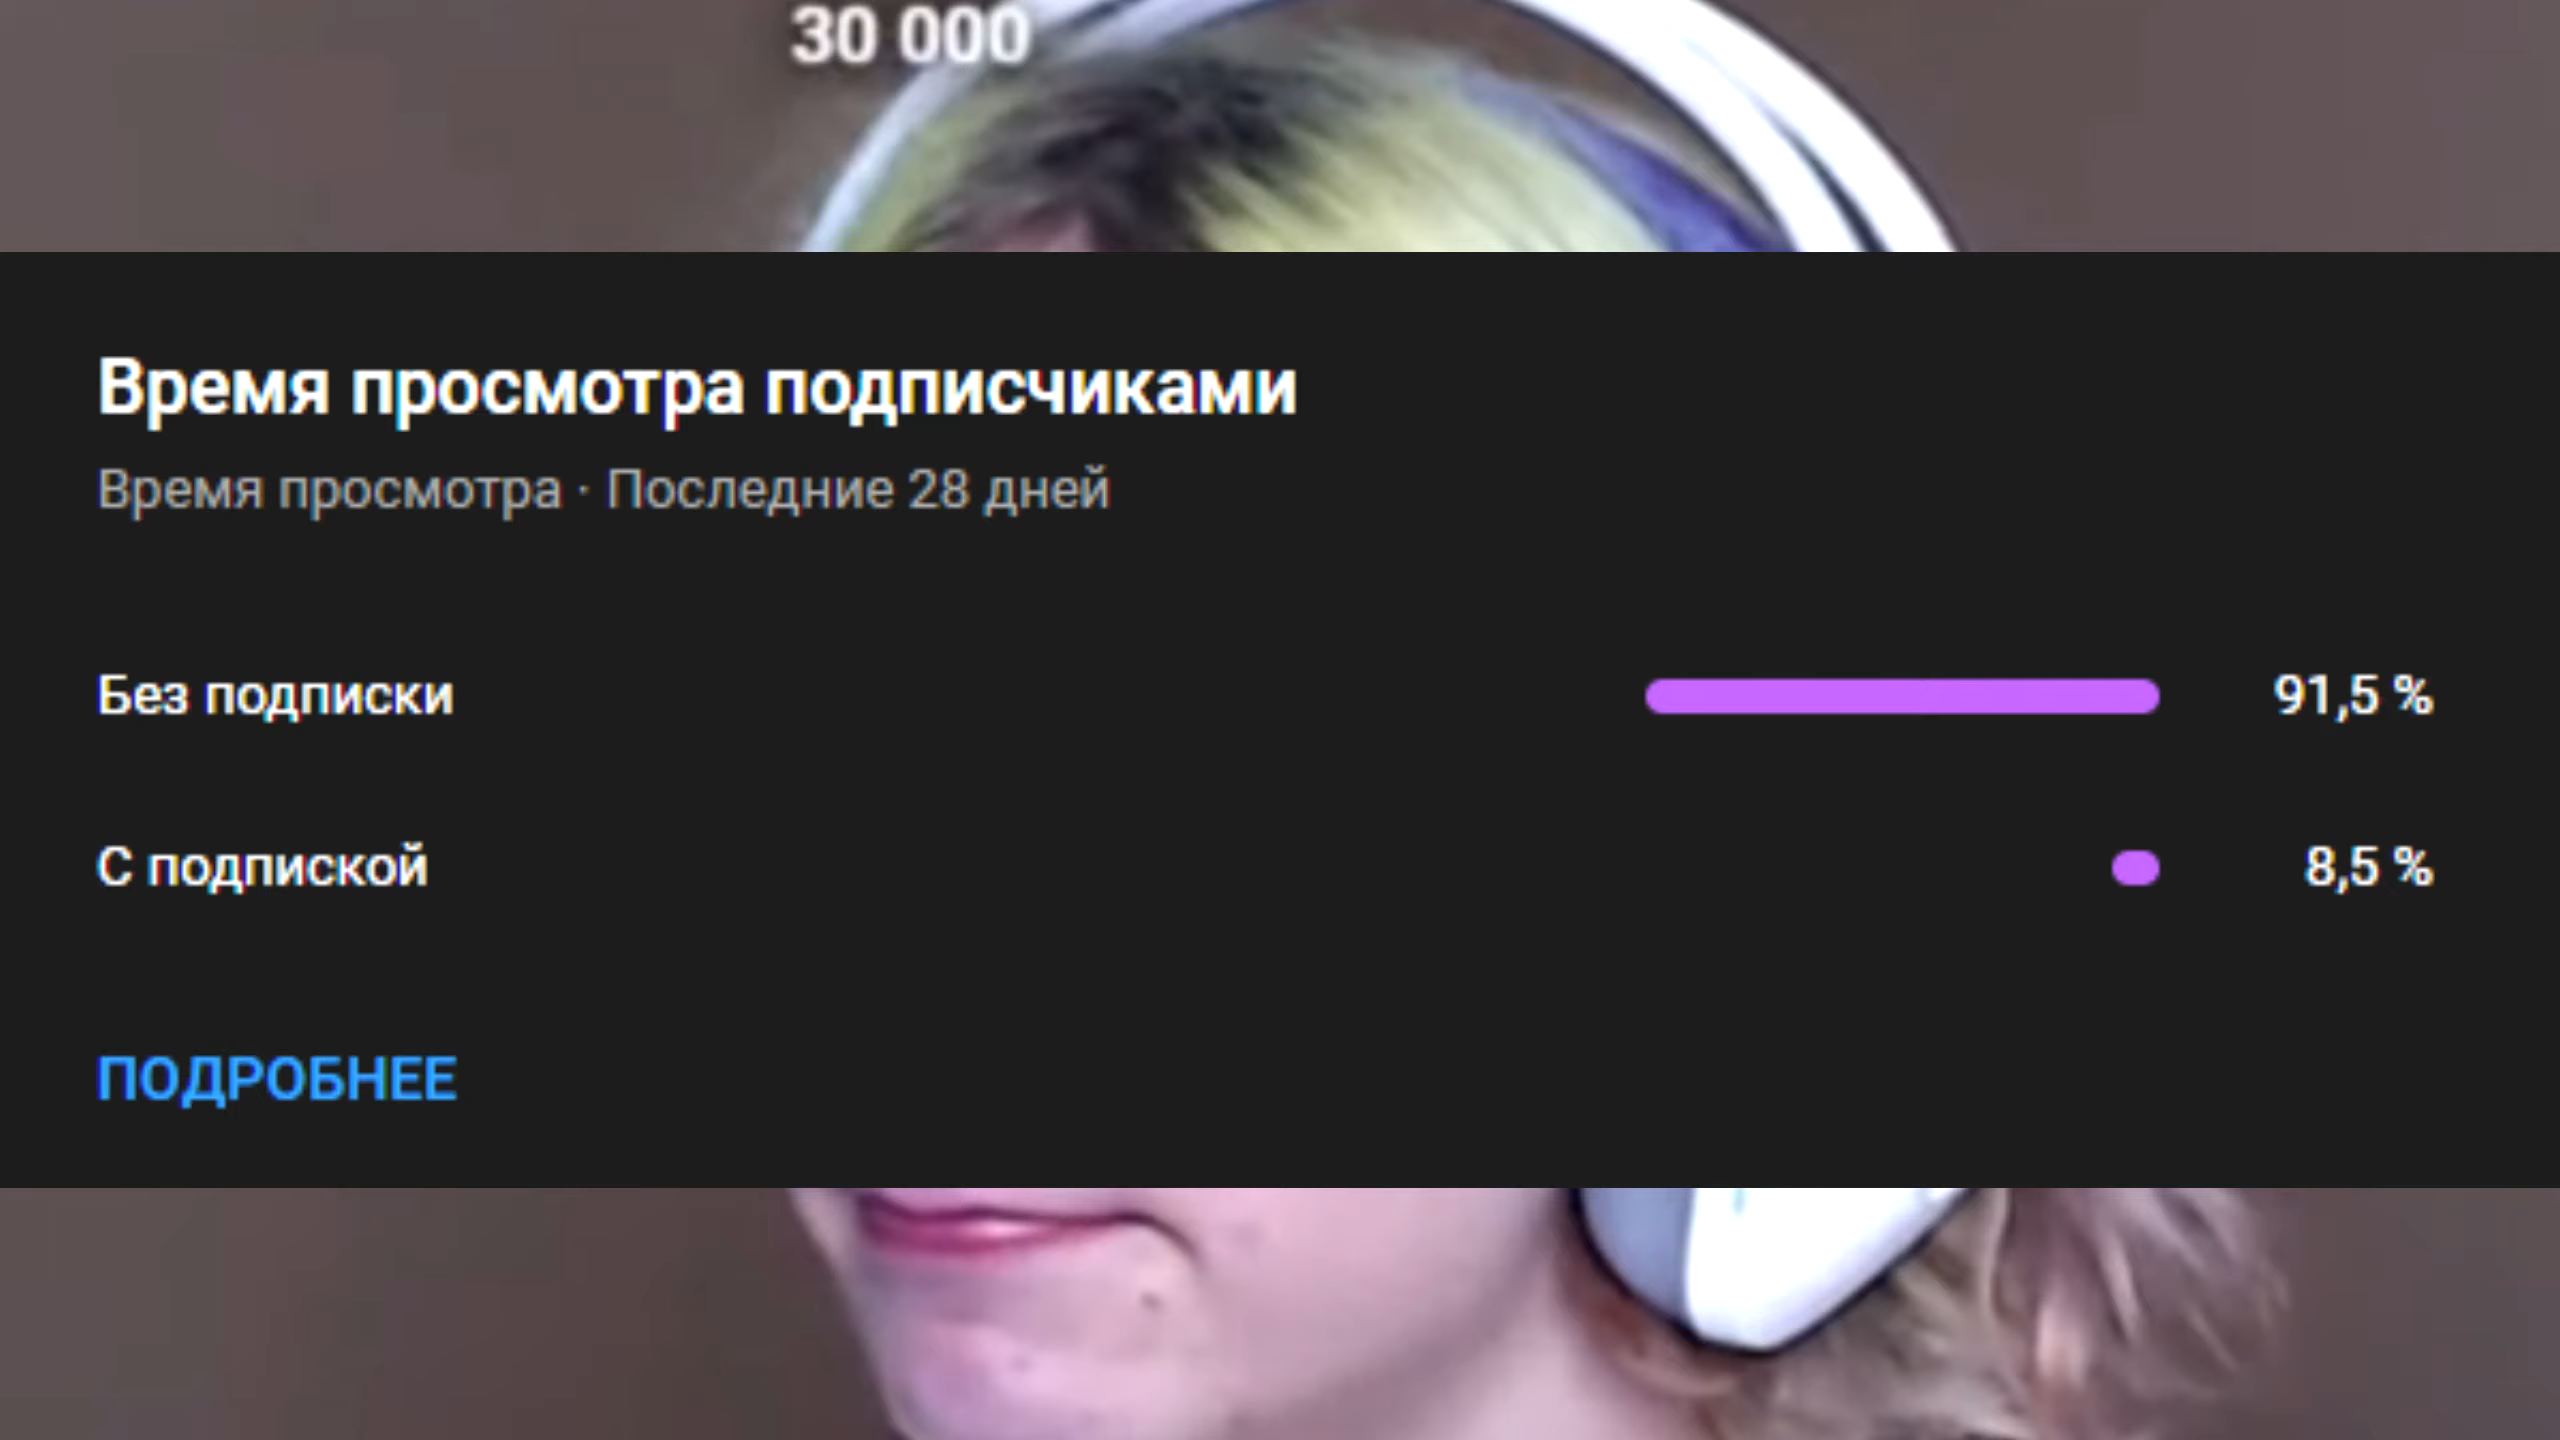 30 000
Время просмотра подписчиками
Время просмотра · Последние 28 дней
Без подписки 91,5 %
С подпиской 8,5 %
ПОДРОБНЕЕ